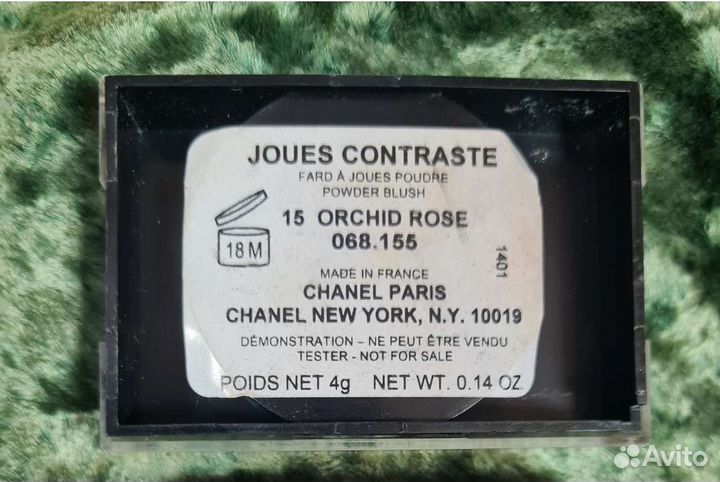 JOUES CONTRASTE
FARD À JOUES POUDRE
POWDER BLUSH
15 ORCHID ROSE
068.155
18 M
1401
MADE IN FRANCE
CHANEL PARIS
CHANEL NEW YORK, N.Y. 10019
DÉMONSTRATION – NE PEUT ÊTRE VENDU
TESTER - NOT FOR SALE
POIDS NET 4g NET WT. 0.14 OZ.
Avito